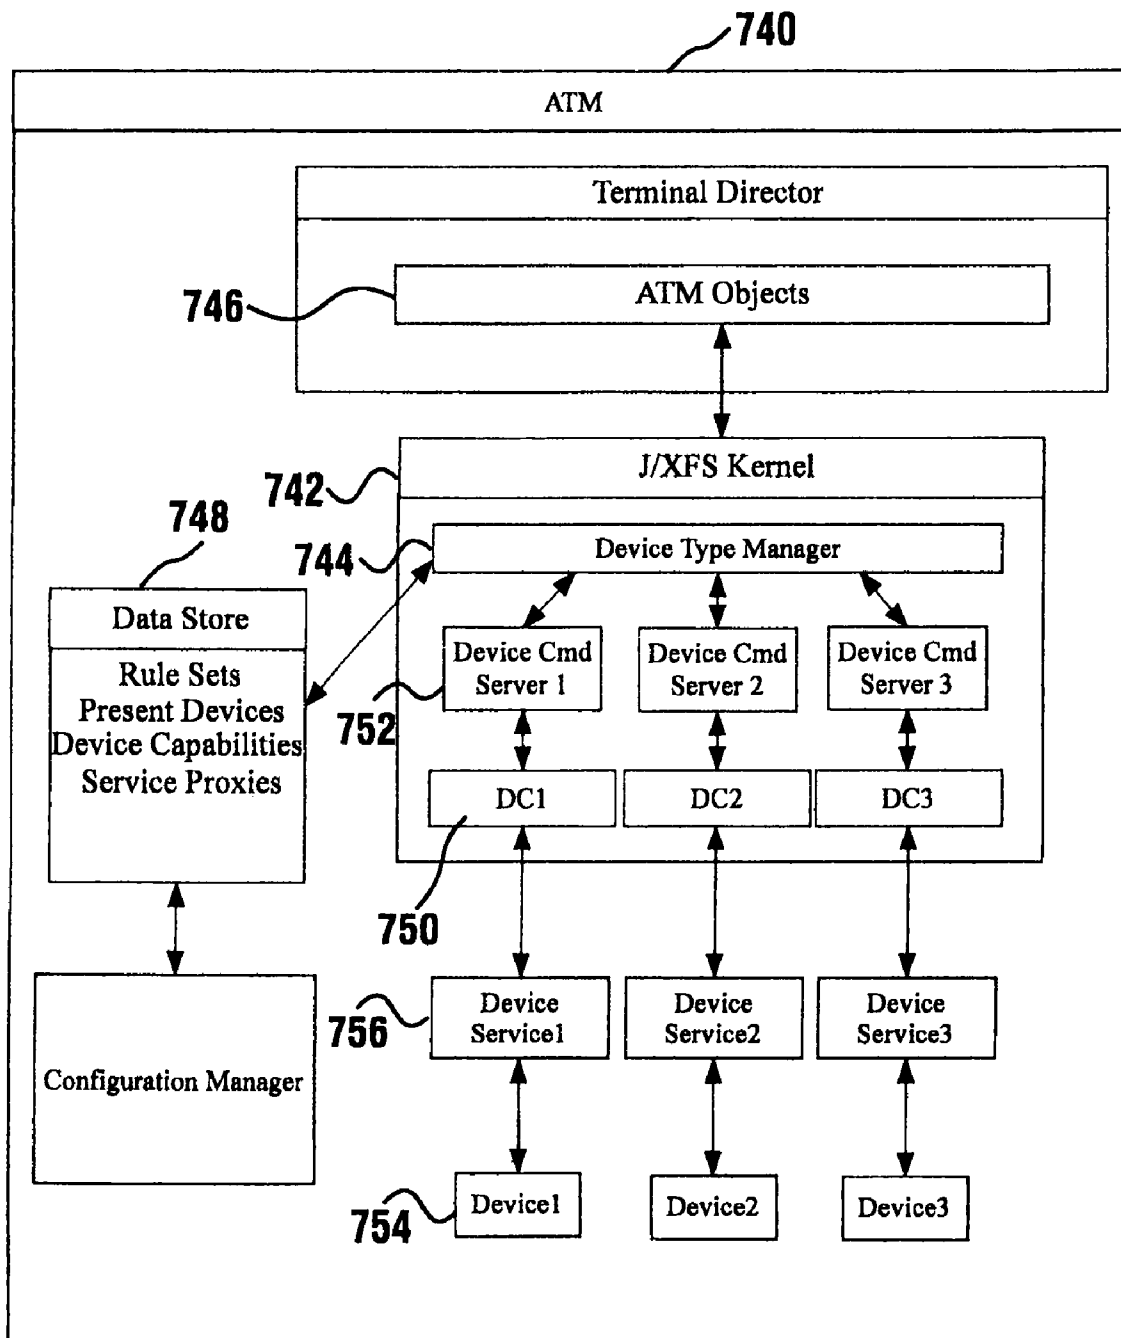 740
ATM
Terminal Director
746
ATM Objects
742
J/XFS Kernel
748
744
Device Type Manager
Data Store
Rule Sets
Present Devices
Device Capabilities
Service Proxies
752
Device Cmd
Server 1
Device Cmd
Server 2
Device Cmd
Server 3
DC1
DC2
DC3
750
756
Device
Service1
Device
Service2
Device
Service3
Configuration Manager
754
Device1
Device2
Device3